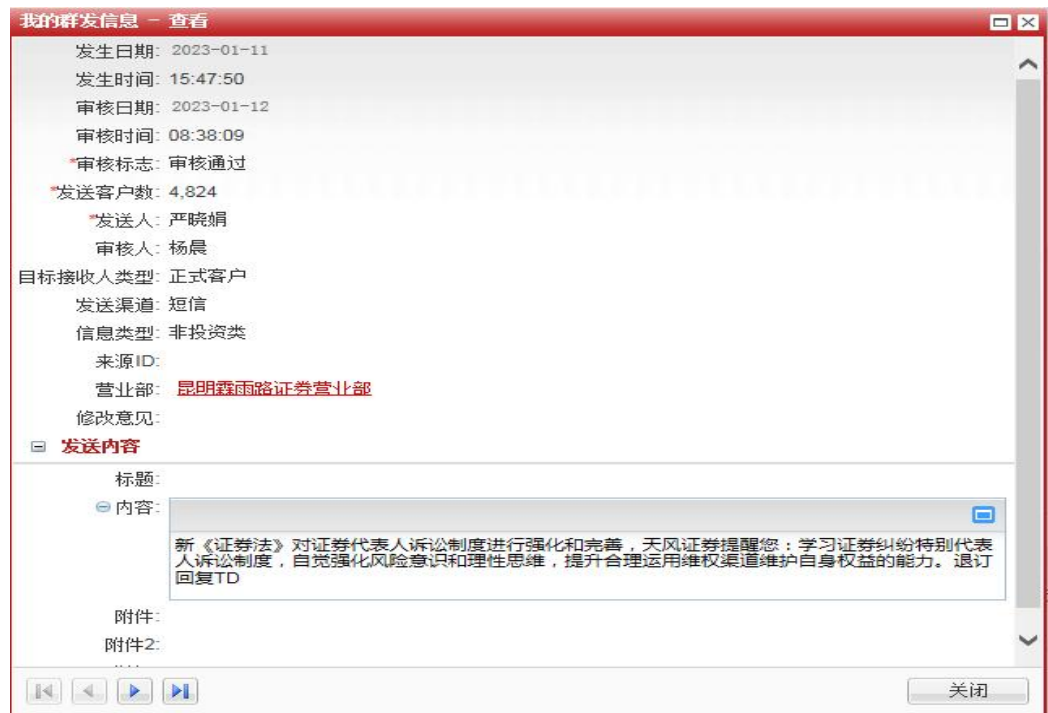 我的群发信息 - 查看
发生日期: 2023-01-11
发生时间: 15:47:50
审核日期: 2023-01-12
审核时间: 08:38:09
*审核标志: 审核通过
*发送客户数: 4,824
*发送人: 严晓娟
审核人: 杨晨
目标接收人类型: 正式客户
发送渠道: 短信
信息类型: 非投资类
来源ID:
营业部: 昆明霖雨路证券营业部
修改意见:
发送内容
标题:
内容:
新《证券法》对证券代表人诉讼制度进行强化和完善，天风证券提醒您：学习证券纠纷特别代表
人诉讼制度，自觉强化风险意识和理性思维，提升合理运用维权渠道维护自身权益的能力。退订
回复TD
附件:
附件2:
关闭